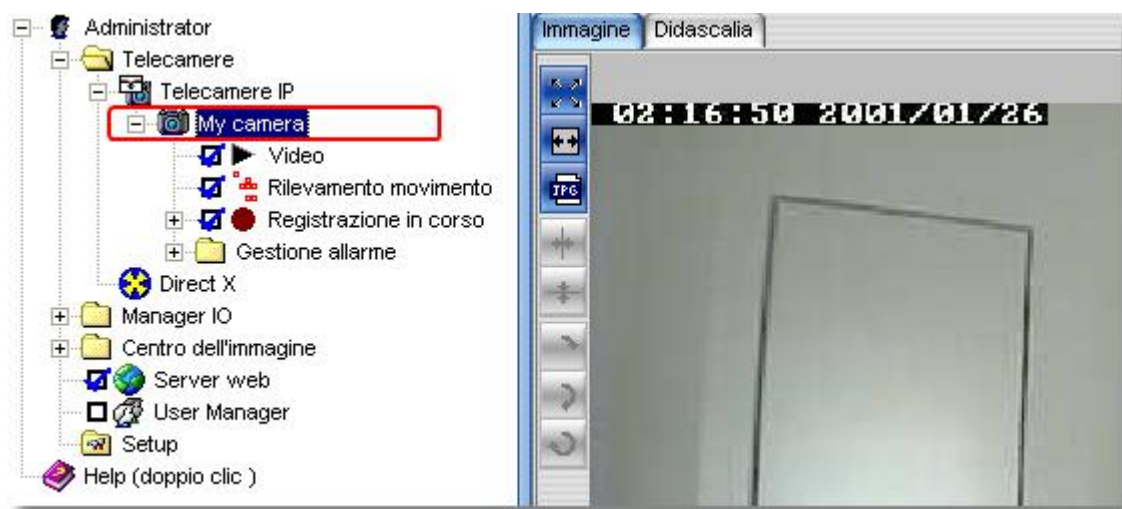 Administrator
Telecamere
Telecamere IP
My camera
Video
Rilevamento movimento
Registrazione in corso
Gestione allarme
Direct X
Manager IO
Centro dell'immagine
Server web
User Manager
Setup
Help (doppio clic )
Immagine Didascalia
02:16:50 2001/01/26
JPG